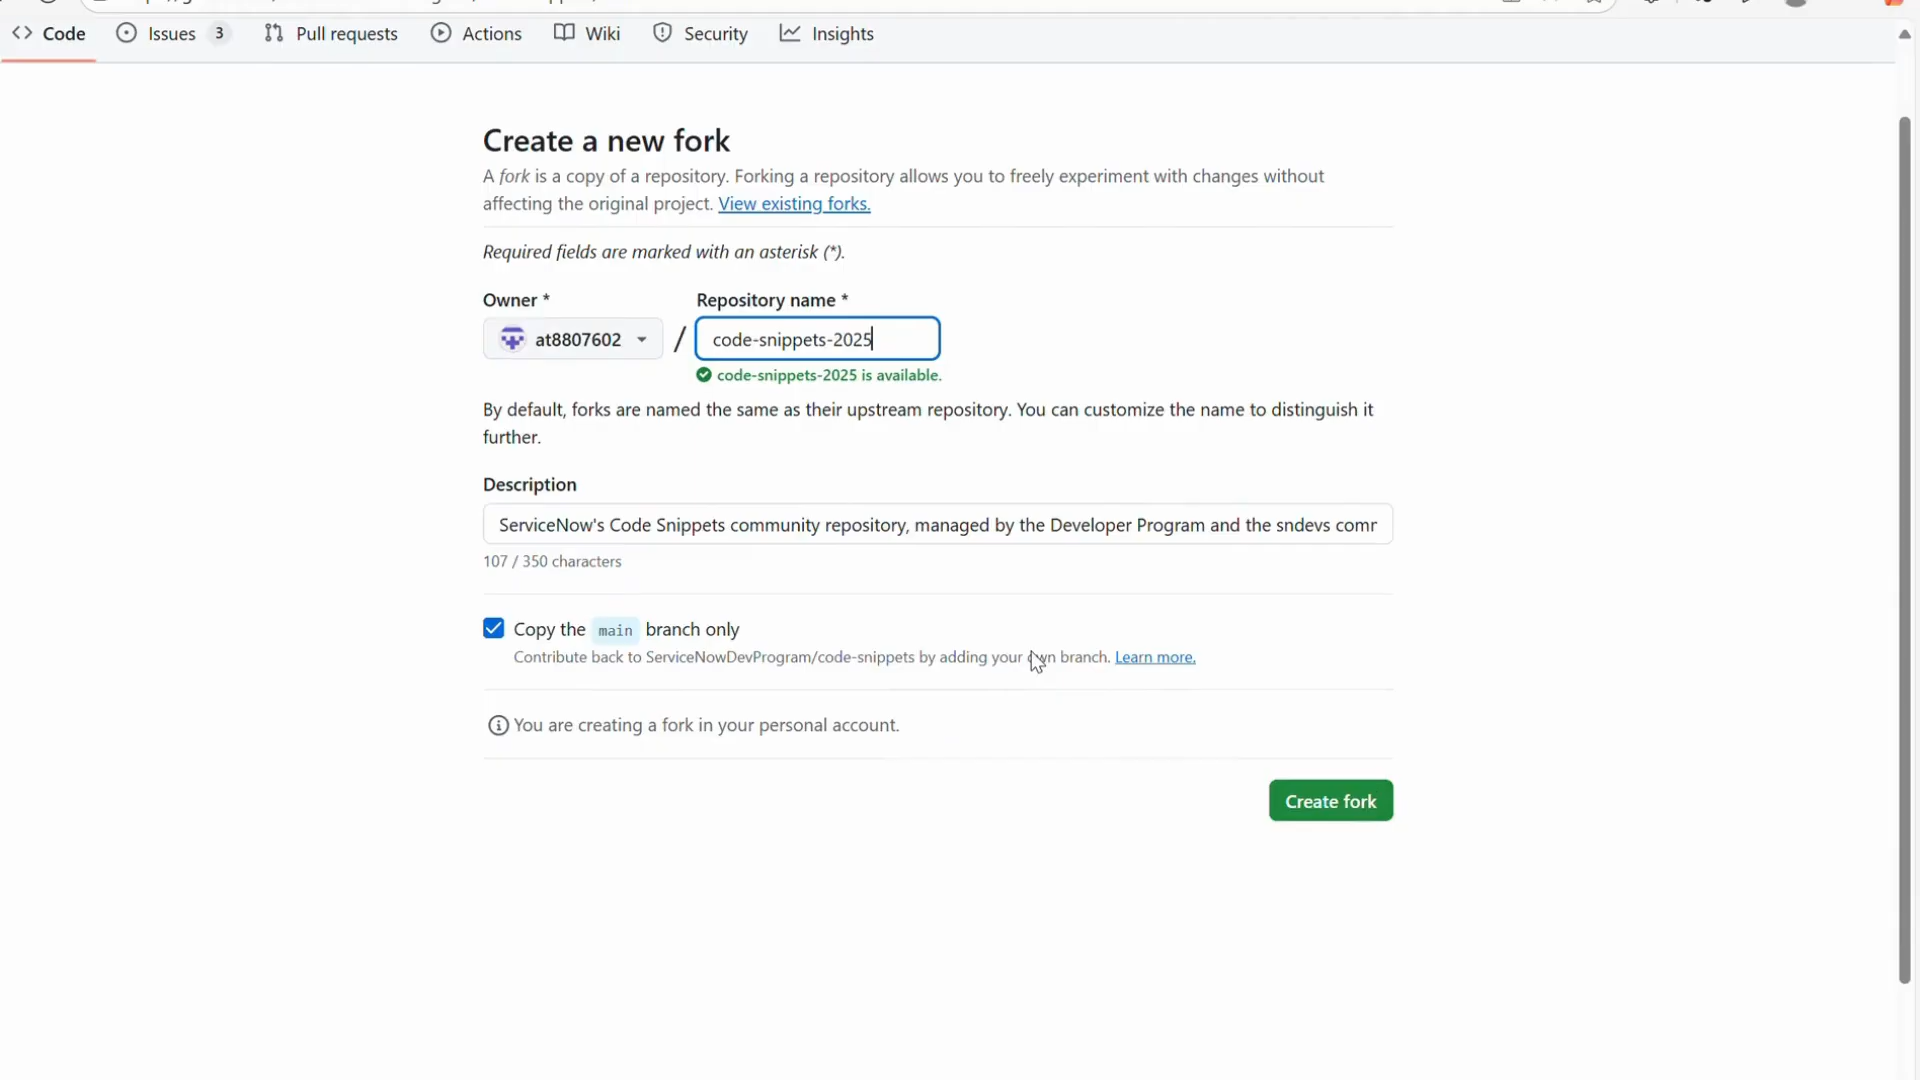 Code Issues 3 Pull requests Actions Wiki Security Insights
Create a new fork
A fork is a copy of a repository. Forking a repository allows you to freely experiment with changes without
affecting the original project. View existing forks.
Required fields are marked with an asterisk (*).
Owner * Repository name *
at8807602 / code-snippets-2025
code-snippets-2025 is available.
By default, forks are named the same as their upstream repository. You can customize the name to distinguish it
further.
Description
ServiceNow's Code Snippets community repository, managed by the Developer Program and the sndevs comr
107 / 350 characters
Copy the main branch only
Contribute back to ServiceNowDevProgram/code-snippets by adding your own branch. Learn more.
You are creating a fork in your personal account.
Create fork